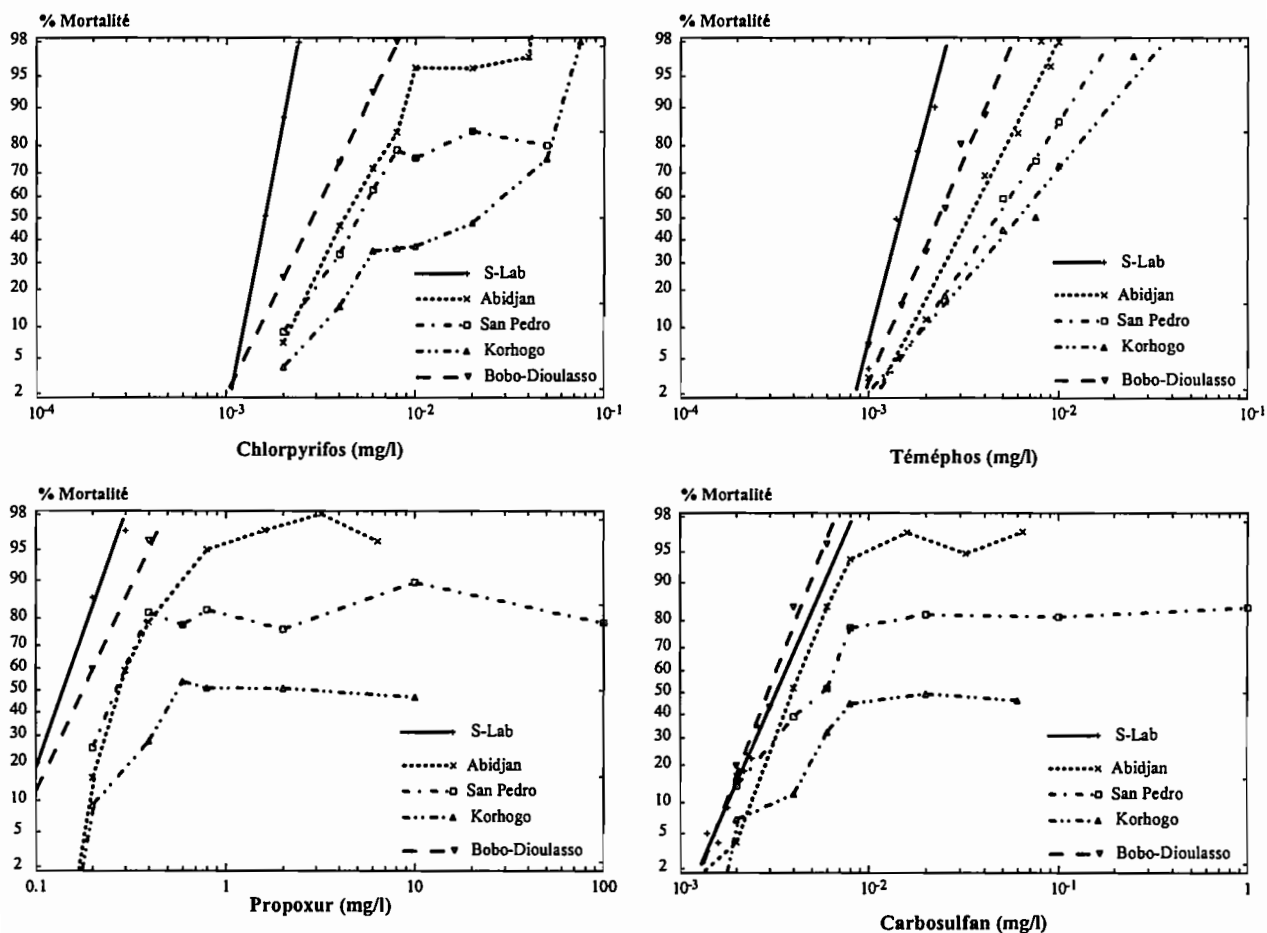 % Mortalité
98
95
90
80
70
60
50
40
30
20
10
5
2
S-Lab
Abidjan
San Pedro
Korhogo
Bobo-Dioulasso
10-4
10-3
10-2
10-1
Chlorpyrifos (mg/l)
% Mortalité
98
95
90
80
70
60
50
40
30
20
10
5
2
S-Lab
Abidjan
San Pedro
Korhogo
Bobo-Dioulasso
10-4
10-3
10-2
10-1
Téméphos (mg/l)
% Mortalité
98
95
90
80
70
60
50
40
30
20
10
5
2
S-Lab
Abidjan
San Pedro
Korhogo
Bobo-Dioulasso
0.1
1
10
100
Propoxur (mg/l)
% Mortalité
98
95
90
80
70
60
50
40
30
20
10
5
2
S-Lab
Abidjan
San Pedro
Korhogo
Bobo-Dioulasso
10-3
10-2
10-1
1
Carbosulfan (mg/l)